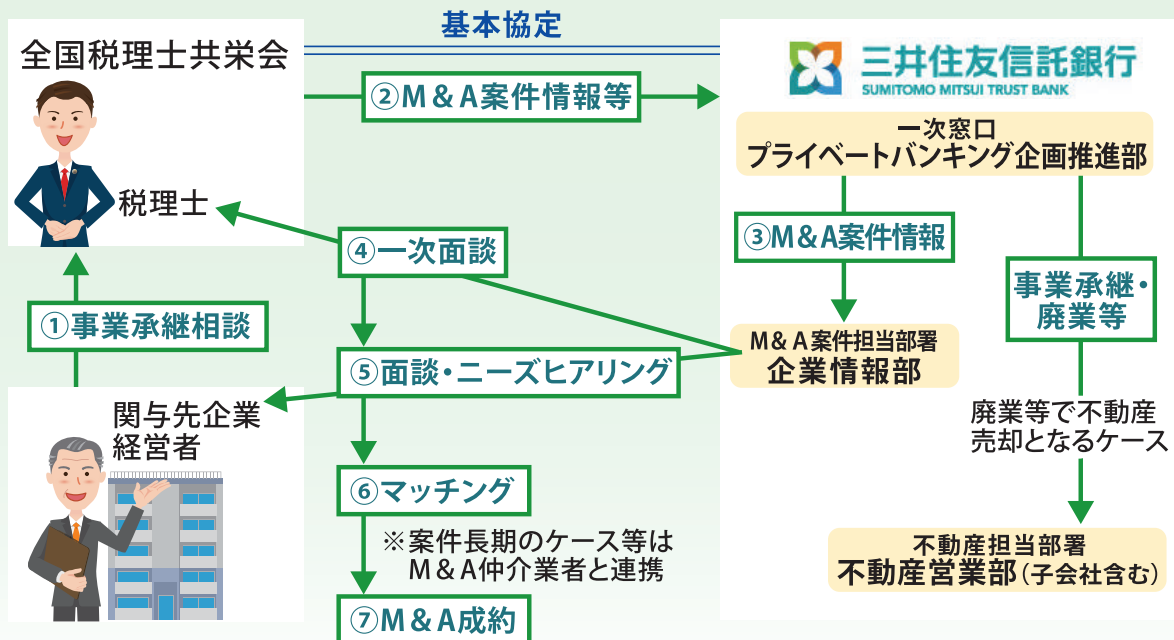 基本協定
全国税理士共栄会
税理士
②M&A案件情報等
三井住友信託銀行
SUMITOMO MITSUI TRUST BANK
一次窓口
プライベートバンキング企画推進部
③M&A案件情報
④一次面談
事業承継・
廃業等
①事業承継相談
⑤面談・ニーズヒアリング
M&A案件担当部署
企業情報部
関与先企業
経営者
廃業等で不動産
売却となるケース
⑥マッチング
※案件長期のケース等は
M&A仲介業者と連携
不動産担当部署
不動産営業部(子会社含む)
⑦M&A成約